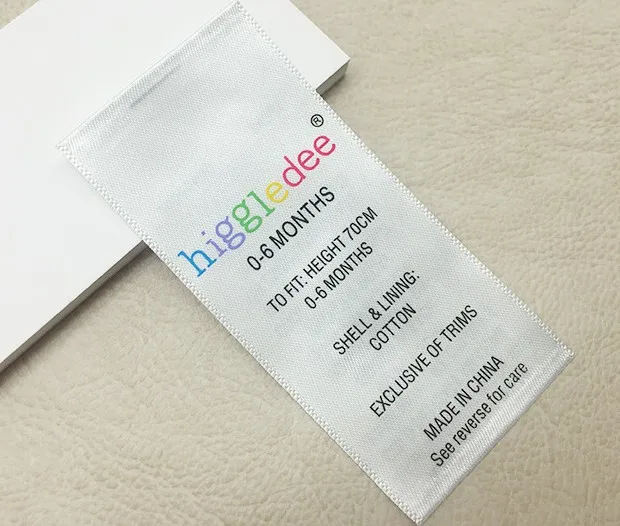 higgledee®
0-6 MONTHS
TO FIT: HEIGHT 70CM
0-6 MONTHS
SHELL & LINING:
COTTON
EXCLUSIVE OF TRIMS
MADE IN CHINA
See reverse for care